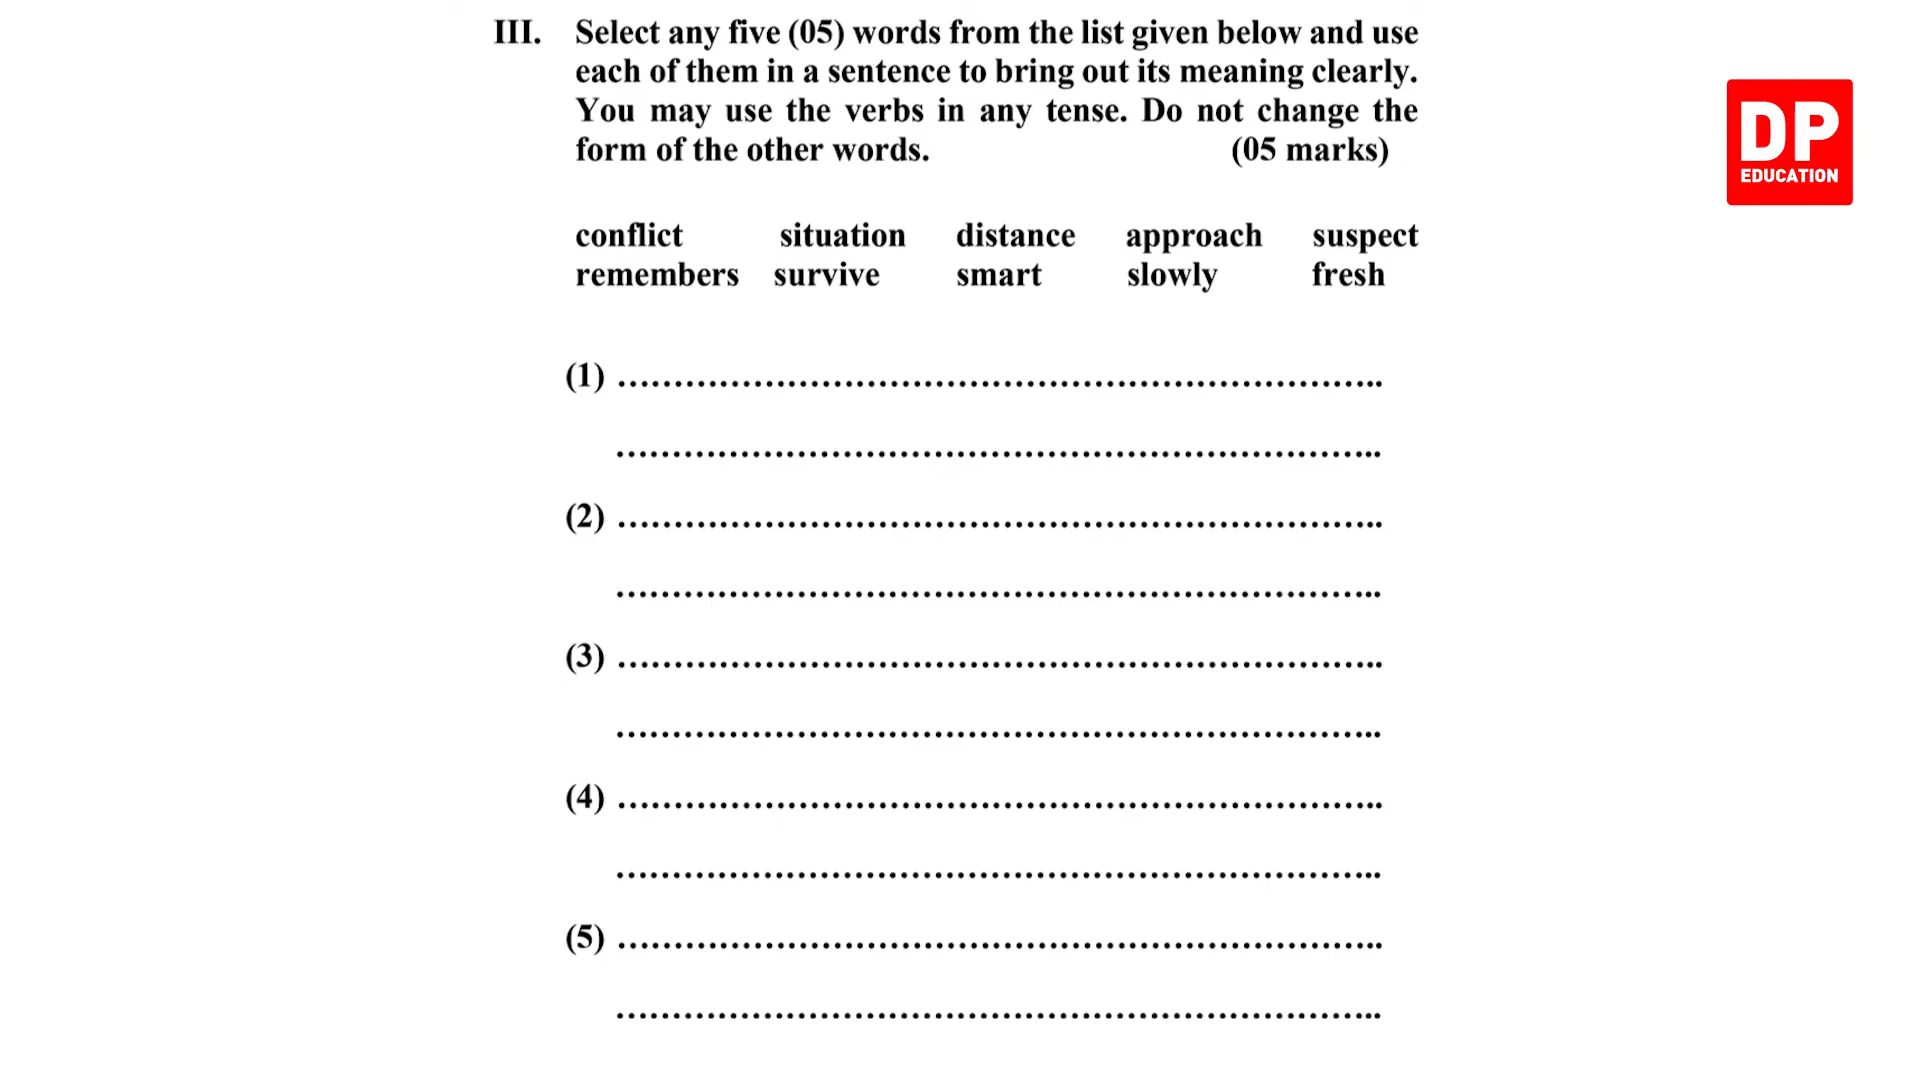 III. Select any five (05) words from the list given below and use
each of them in a sentence to bring out its meaning clearly.
You may use the verbs in any tense. Do not change the
form of the other words. (05 marks)
DP
EDUCATION
conflict situation distance approach suspect
remembers survive smart slowly fresh
(1) ………………………………………………………………..
………………………………………………………………..
(2) ………………………………………………………………..
………………………………………………………………..
(3) ………………………………………………………………..
………………………………………………………………..
(4) ………………………………………………………………..
………………………………………………………………..
(5) ………………………………………………………………..
………………………………………………………………..